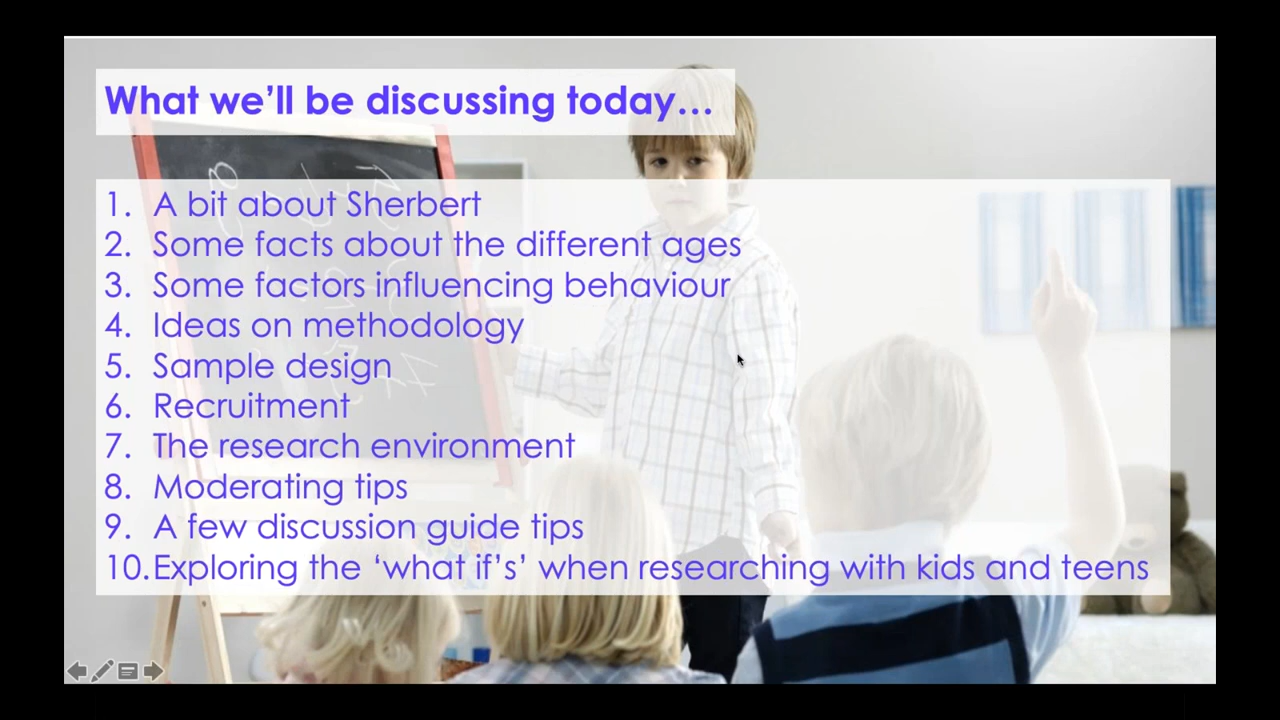 What we’ll be discussing today…
1. A bit about Sherbert
2. Some facts about the different ages
3. Some factors influencing behaviour
4. Ideas on methodology
5. Sample design
6. Recruitment
7. The research environment
8. Moderating tips
9. A few discussion guide tips
10.Exploring the ‘what if’s’ when researching with kids and teens